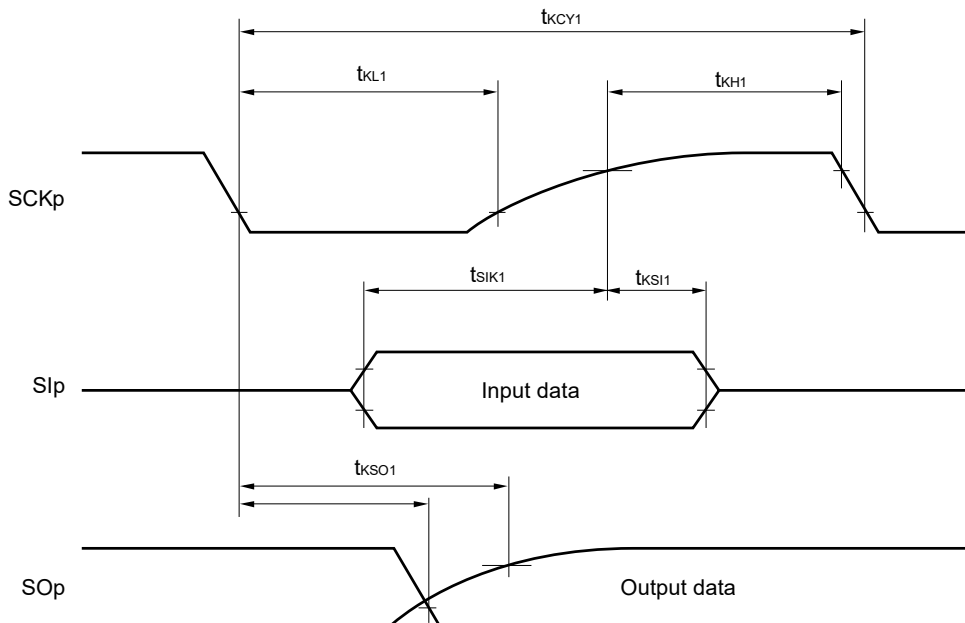 tKCY1
tKL1
tKH1
SCKp
tSIK1
tKSI1
SIp
Input data
tKSO1
SOp
Output data